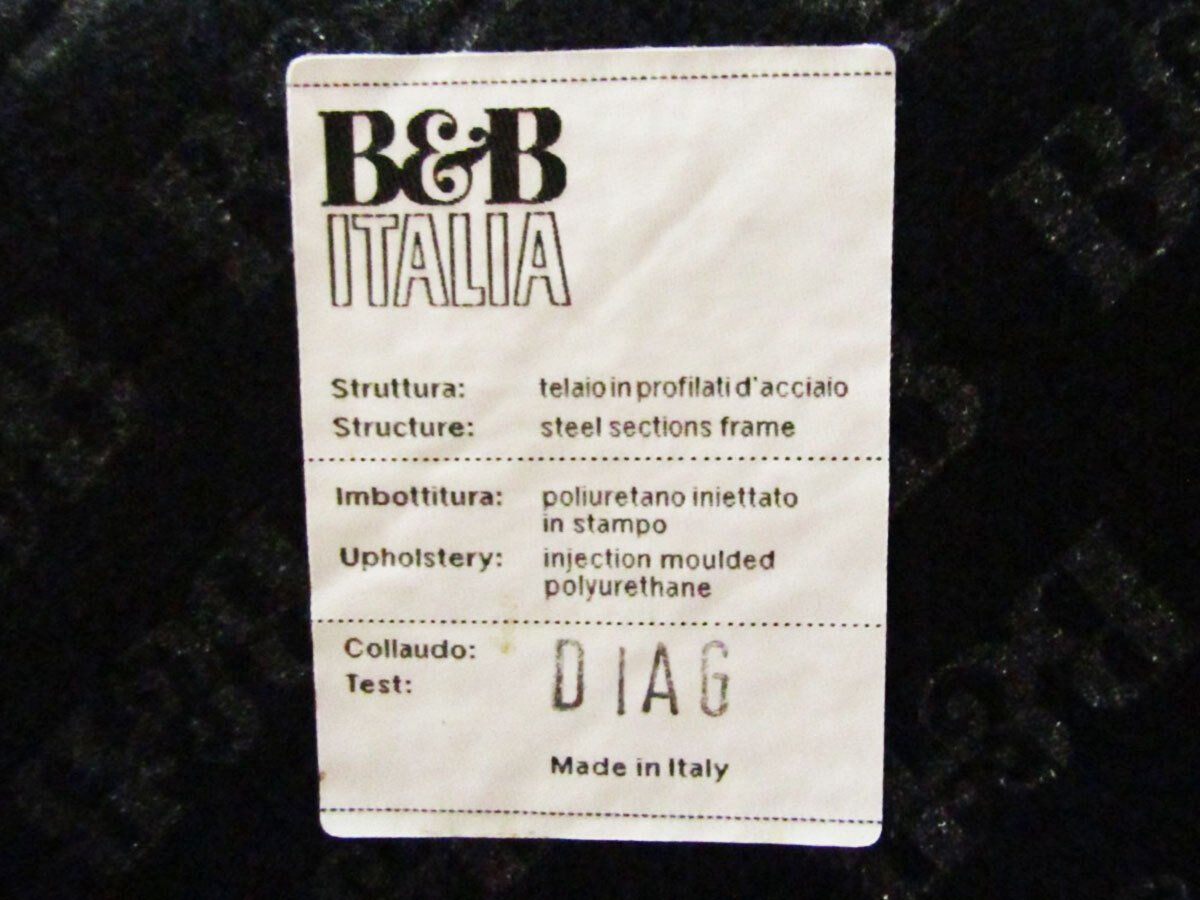 B&B
ITALIA
Struttura: telaio in profilati d'acciaio
Structure: steel sections frame
Imbottitura: poliuretano iniettato
in stampo
Upholstery: injection moulded
polyurethane
Collaudo:
Test: DIAG
Made in Italy